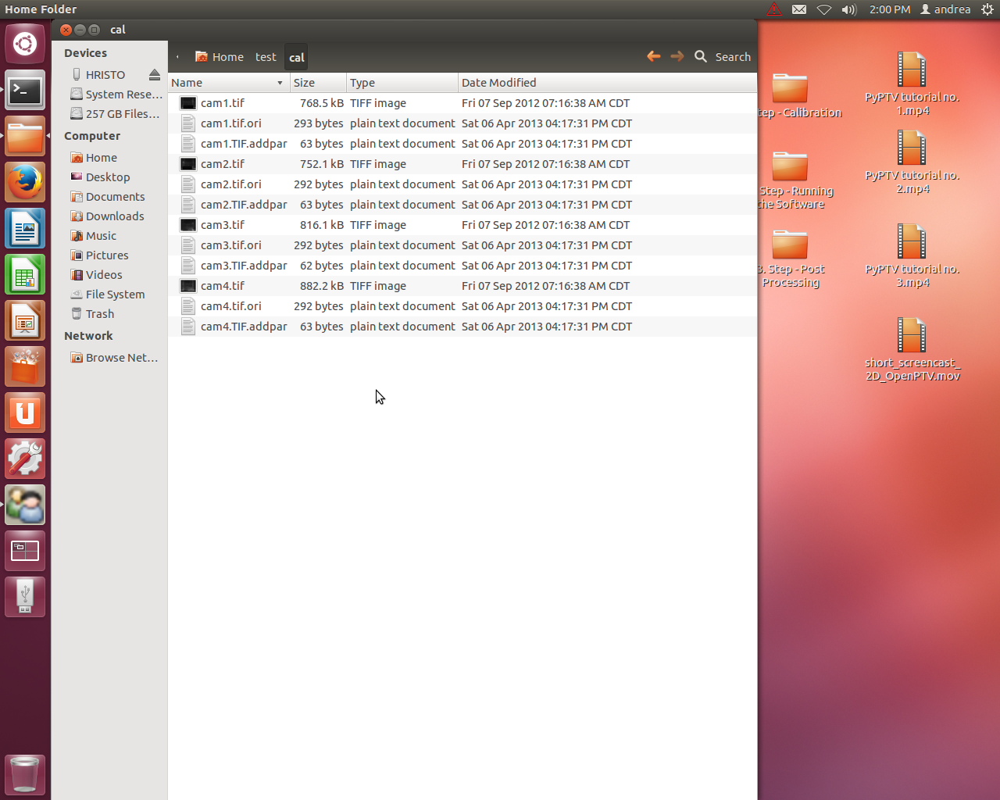 Home Folder
2:00 PM andrea
cal
Devices
HRISTO
System Rese...
257 GB Files...
Computer
Home
Desktop
Documents
Downloads
Music
Pictures
Videos
File System
Trash
Network
Browse Net...
Home test cal Search
Name Size Type Date Modified
cam1.tif 768.5 kB TIFF image Fri 07 Sep 2012 07:16:38 AM CDT
cam1.tif.ori 293 bytes plain text document Sat 06 Apr 2013 04:17:31 PM CDT
cam1.TIF.addpar 63 bytes plain text document Sat 06 Apr 2013 04:17:31 PM CDT
cam2.tif 752.1 kB TIFF image Fri 07 Sep 2012 07:16:38 AM CDT
cam2.tif.ori 292 bytes plain text document Sat 06 Apr 2013 04:17:31 PM CDT
cam2.TIF.addpar 63 bytes plain text document Sat 06 Apr 2013 04:17:31 PM CDT
cam3.tif 816.1 kB TIFF image Fri 07 Sep 2012 07:16:38 AM CDT
cam3.tif.ori 292 bytes plain text document Sat 06 Apr 2013 04:17:31 PM CDT
cam3.TIF.addpar 62 bytes plain text document Sat 06 Apr 2013 04:17:31 PM CDT
cam4.tif 882.2 kB TIFF image Fri 07 Sep 2012 07:16:38 AM CDT
cam4.tif.ori 292 bytes plain text document Sat 06 Apr 2013 04:17:31 PM CDT
cam4.TIF.addpar 63 bytes plain text document Sat 06 Apr 2013 04:17:31 PM CDT
tep - Calibration
Step - Running
the Software
3. Step - Post
Processing
PyPTV tutorial no.
1.mp4
PyPTV tutorial no.
2.mp4
PyPTV tutorial no.
3.mp4
short_screencast_
2D_OpenPTV.mov